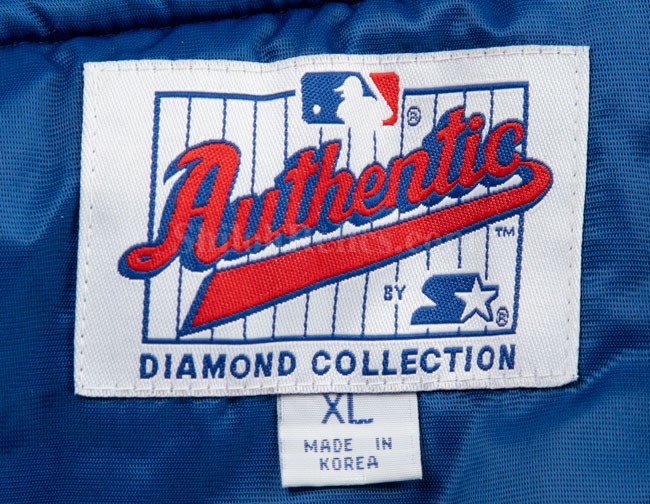 ®
Authentic
™
BY
®
DIAMOND COLLECTION
XL
MADE IN
KOREA